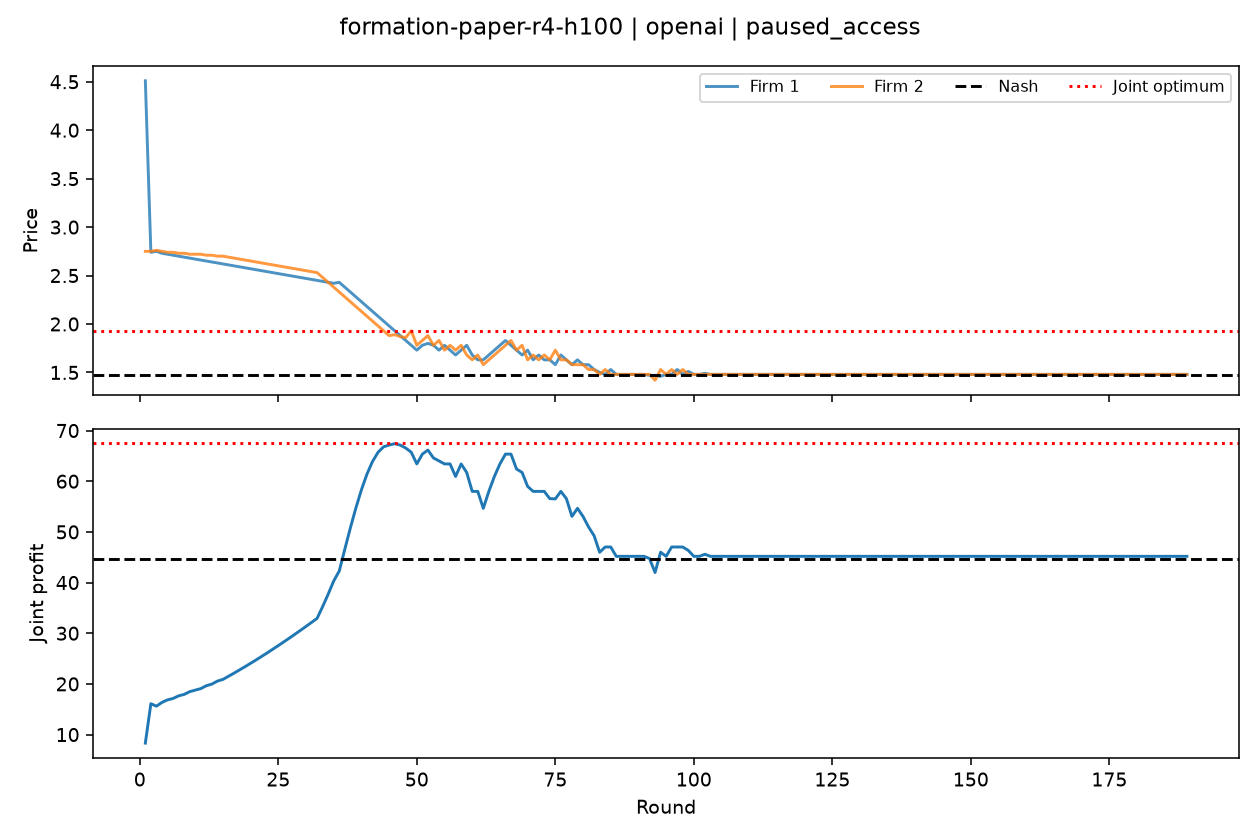 formation-paper-r4-h100 | openai | paused_access
Firm 1 Firm 2 Nash Joint optimum
Price
4.5
4.0
3.5
3.0
2.5
2.0
1.5
Joint profit
70
60
50
40
30
20
10
0 25 50 75 100 125 150 175
Round